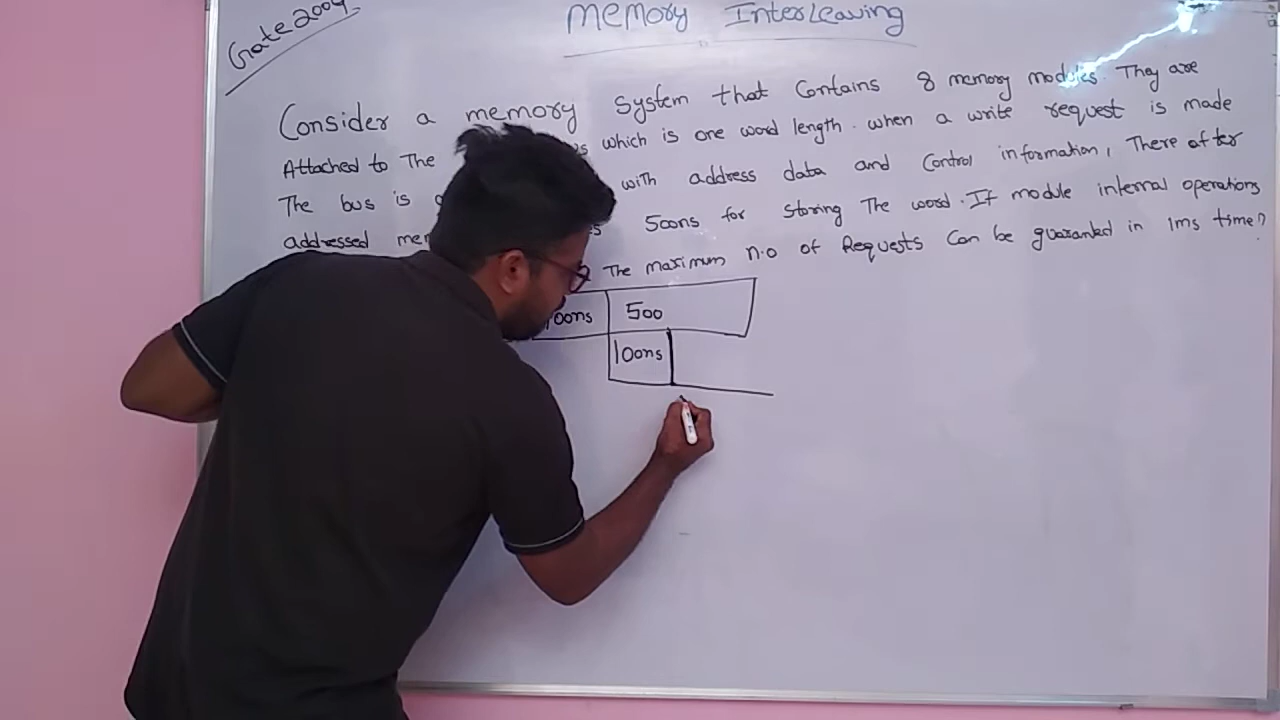 Gate 2009
Memory Interleaving
Consider a memory System that Contains 8 memory modules. They are
Attached to The which is one word length. when a write request is made
The bus is with address data and Control information, There after
addressed 500ns for Storing The word. If module internal operations
The maximum n.o of Requests Can be guaranted in 1ms time?
100ns 500
100ns